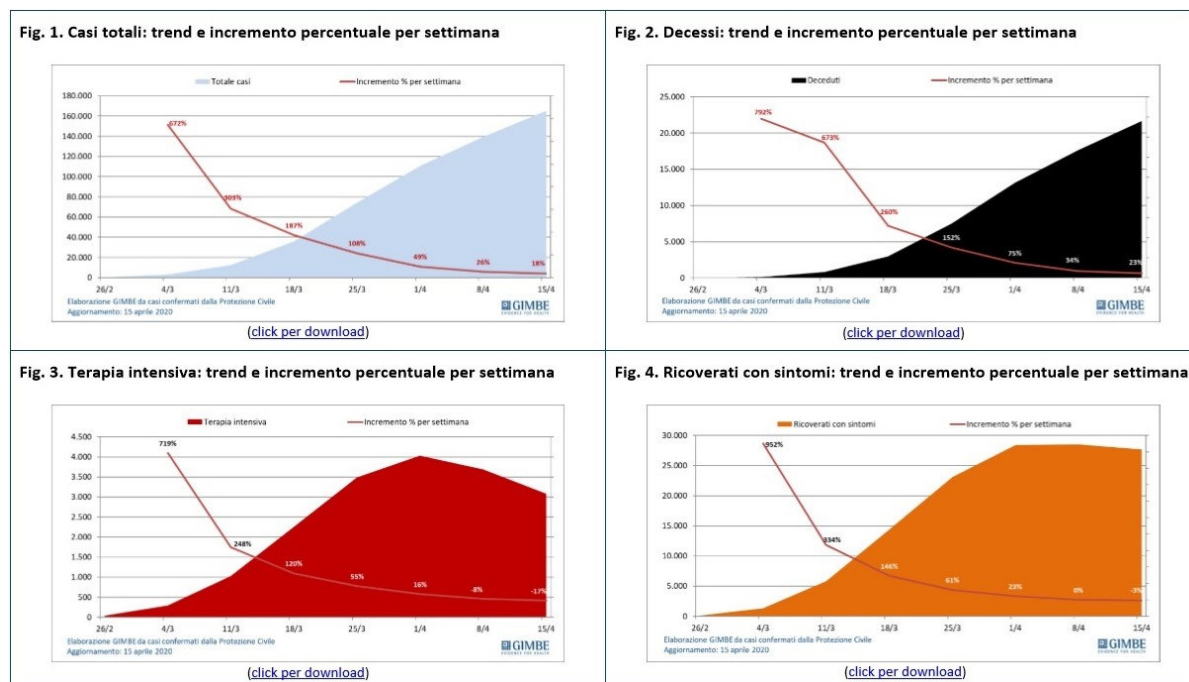 Fig. 1. Casi totali: trend e incremento percentuale per settimana
Totale casi
Incremento % per settimana
180.000
160.000
140.000
120.000
100.000
80.000
60.000
40.000
20.000
0
672%
303%
187%
108%
49%
26%
18%
26/2 4/3 11/3 18/3 25/3 1/4 8/4 15/4
Elaborazione GIMBE da casi confermati dalla Protezione Civile
Aggiornamento: 15 aprile 2020
GIMBE
EVIDENCE FOR HEALTH
(click per download)
Fig. 2. Decessi: trend e incremento percentuale per settimana
Deceduti
Incremento % per settimana
25.000
20.000
15.000
10.000
5.000
0
792%
673%
260%
152%
75%
34%
23%
26/2 4/3 11/3 18/3 25/3 1/4 8/4 15/4
Elaborazione GIMBE da casi confermati dalla Protezione Civile
Aggiornamento: 15 aprile 2020
GIMBE
EVIDENCE FOR HEALTH
(click per download)
Fig. 3. Terapia intensiva: trend e incremento percentuale per settimana
Terapia intensiva
Incremento % per settimana
4.500
4.000
3.500
3.000
2.500
2.000
1.500
1.000
500
0
719%
248%
120%
55%
16%
-8%
-17%
26/2 4/3 11/3 18/3 25/3 1/4 8/4 15/4
Elaborazione GIMBE da casi confermati dalla Protezione Civile
Aggiornamento: 15 aprile 2020
GIMBE
EVIDENCE FOR HEALTH
(click per download)
Fig. 4. Ricoverati con sintomi: trend e incremento percentuale per settimana
Ricoverati con sintomi
Incremento % per settimana
30.000
25.000
20.000
15.000
10.000
5.000
0
952%
334%
146%
61%
23%
0%
-3%
26/2 4/3 11/3 18/3 25/3 1/4 8/4 15/4
Elaborazione GIMBE da casi confermati dalla Protezione Civile
Aggiornamento: 15 aprile 2020
GIMBE
EVIDENCE FOR HEALTH
(click per download)